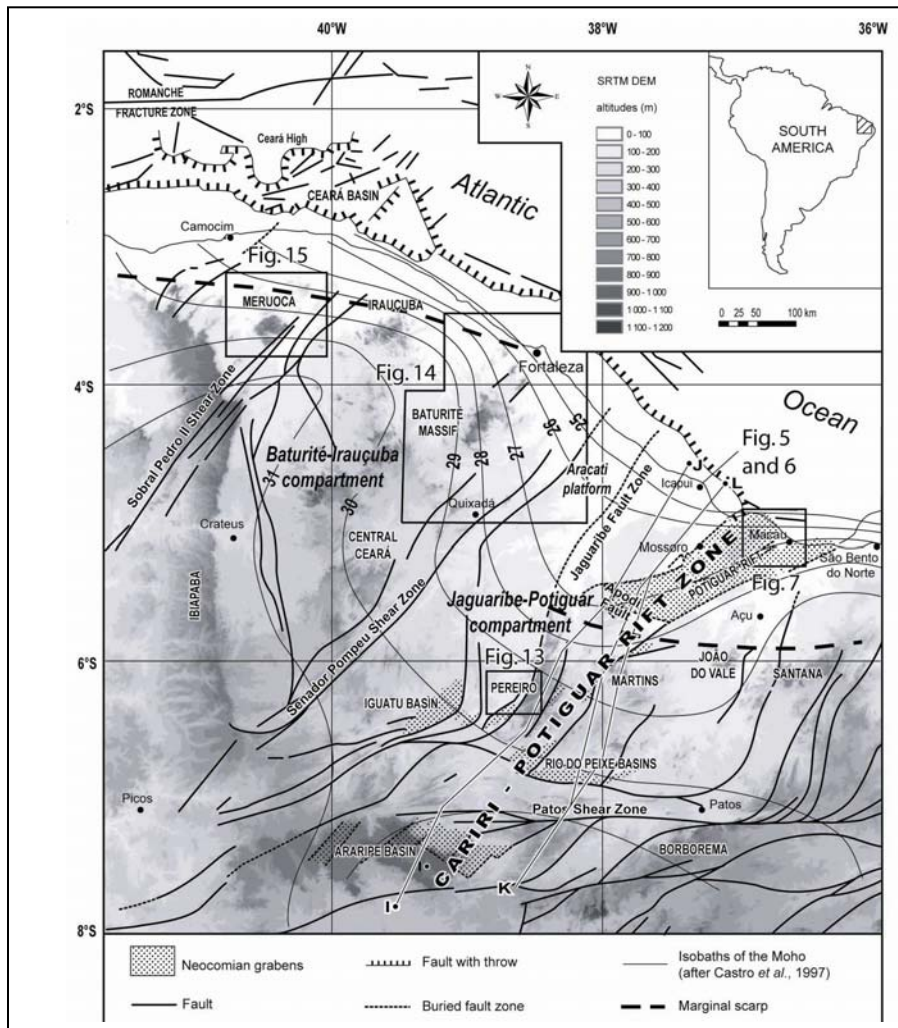 40°W
38°W
36°W
ROMANCHE
FRACTURE ZONE
2°S
Ceará High
CEARÁ BASIN
Atlantic
N
W
E
S
SRTM DEM
altitudes (m)
0 - 100
100 - 200
200 - 300
300 - 400
400 - 500
500 - 600
600 - 700
700 - 800
800 - 900
900 - 1 000
1 000 - 1 100
1 100 - 1 200
SOUTH
AMERICA
0 25 50 100 km
Camocim
Fig. 15
MERUOCA
IRAUÇUBA
Fortaleza
4°S
Fig. 14
Ocean
BATURITÉ
MASSIF
Sobral Pedro II Shear Zone
Baturité-Irauçuba
compartment
31
30
29
28
27
26
25
Aracati
platform
Jaguaribe Fault Zone
J
L
Fig. 5
and 6
Icapui
Quixadá
Crateus
CENTRAL
CEARÁ
IBIAPABA
Mossoro
Macau
POTIGUAR RIFT
São Bento
do Norte
Fig. 7
Apodi
Fault
Açu
Senador Pompeu Shear Zone
Jaguaribe-Potiguár
compartment
6°S
Fig. 13
PEREIRO
MARTINS
JOÃO
DO VALE
SANTANA
IGUATU BASIN
CARIRI - POTIGUAR RIFT ZONE
RIO DO PEIXE BASINS
Picos
Patos Shear Zone
Patos
ARARIPE BASIN
BORBOREMA
I
K
8°S
Neocomian grabens
Fault with throw
Isobaths of the Moho
(after Castro et al., 1997)
Fault
Buried fault zone
Marginal scarp